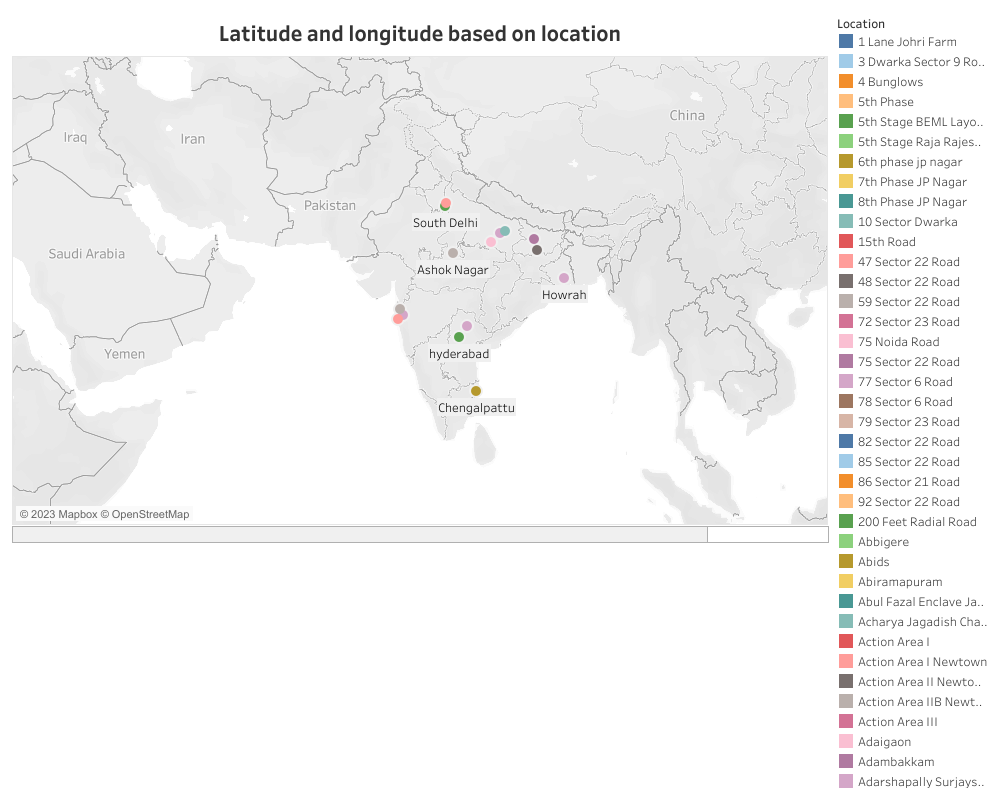 Latitude and longitude based on location
Iraq
Iran
China
Pakistan
South Delhi
Saudi Arabia
Ashok Nagar
Howrah
Yemen
hyderabad
Chengalpattu
© 2023 Mapbox © OpenStreetMap
Location
1 Lane Johri Farm
3 Dwarka Sector 9 Ro..
4 Bunglows
5th Phase
5th Stage BEML Layo..
5th Stage Raja Rajes..
6th phase jp nagar
7th Phase JP Nagar
8th Phase JP Nagar
10 Sector Dwarka
15th Road
47 Sector 22 Road
48 Sector 22 Road
59 Sector 22 Road
72 Sector 23 Road
75 Noida Road
75 Sector 22 Road
77 Sector 6 Road
78 Sector 6 Road
79 Sector 23 Road
82 Sector 22 Road
85 Sector 22 Road
86 Sector 21 Road
92 Sector 22 Road
200 Feet Radial Road
Abbigere
Abids
Abiramapuram
Abul Fazal Enclave Ja..
Acharya Jagadish Cha..
Action Area I
Action Area I Newtown
Action Area II Newto..
Action Area IIB Newt..
Action Area III
Adaigaon
Adambakkam
Adarshapally Surjays..